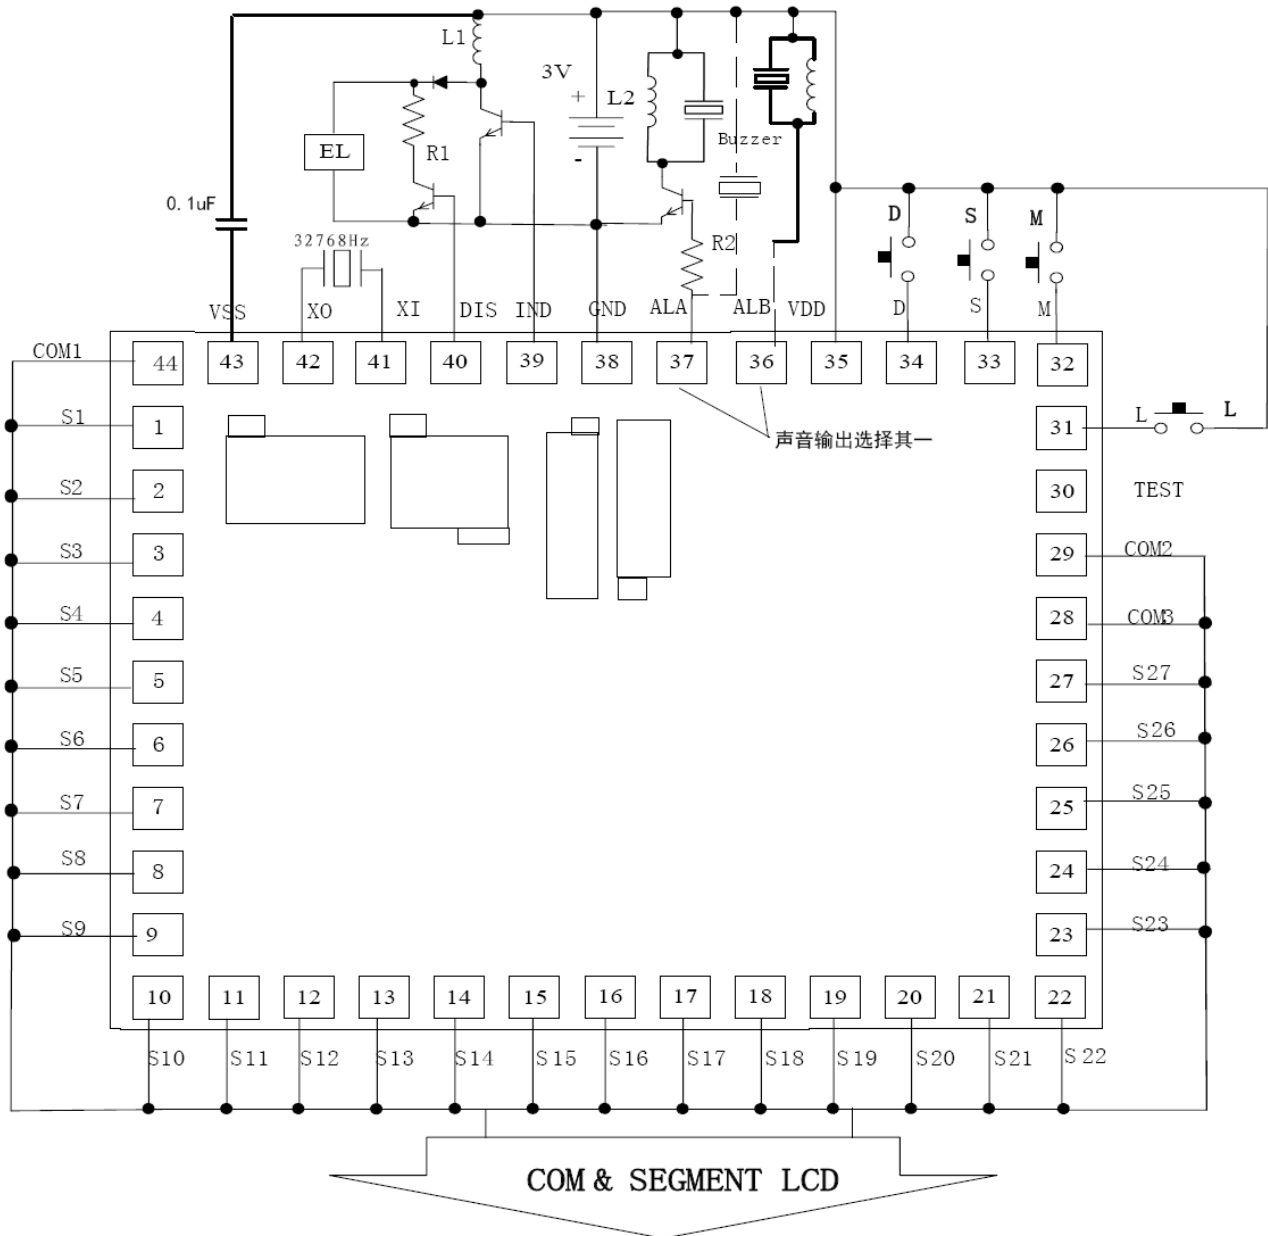 L1
3V
+
L2
-
Buzzer
EL
R1
0.1uF
32768Hz
R2
D
S
M
VSS
XO
XI
DIS
IND
GND
ALA
ALB
VDD
D
S
M
COM1
44
43
42
41
40
39
38
37
36
35
34
33
32
S1
1
31
L
L
声音输出选择其一
S2
2
30
TEST
S3
3
29
COM2
S4
4
28
COM3
S5
5
27
S27
S6
6
26
S26
S7
7
25
S25
S8
8
24
S24
S9
9
23
S23
10
11
12
13
14
15
16
17
18
19
20
21
22
S10
S11
S12
S13
S14
S15
S16
S17
S18
S19
S20
S21
S22
COM & SEGMENT LCD